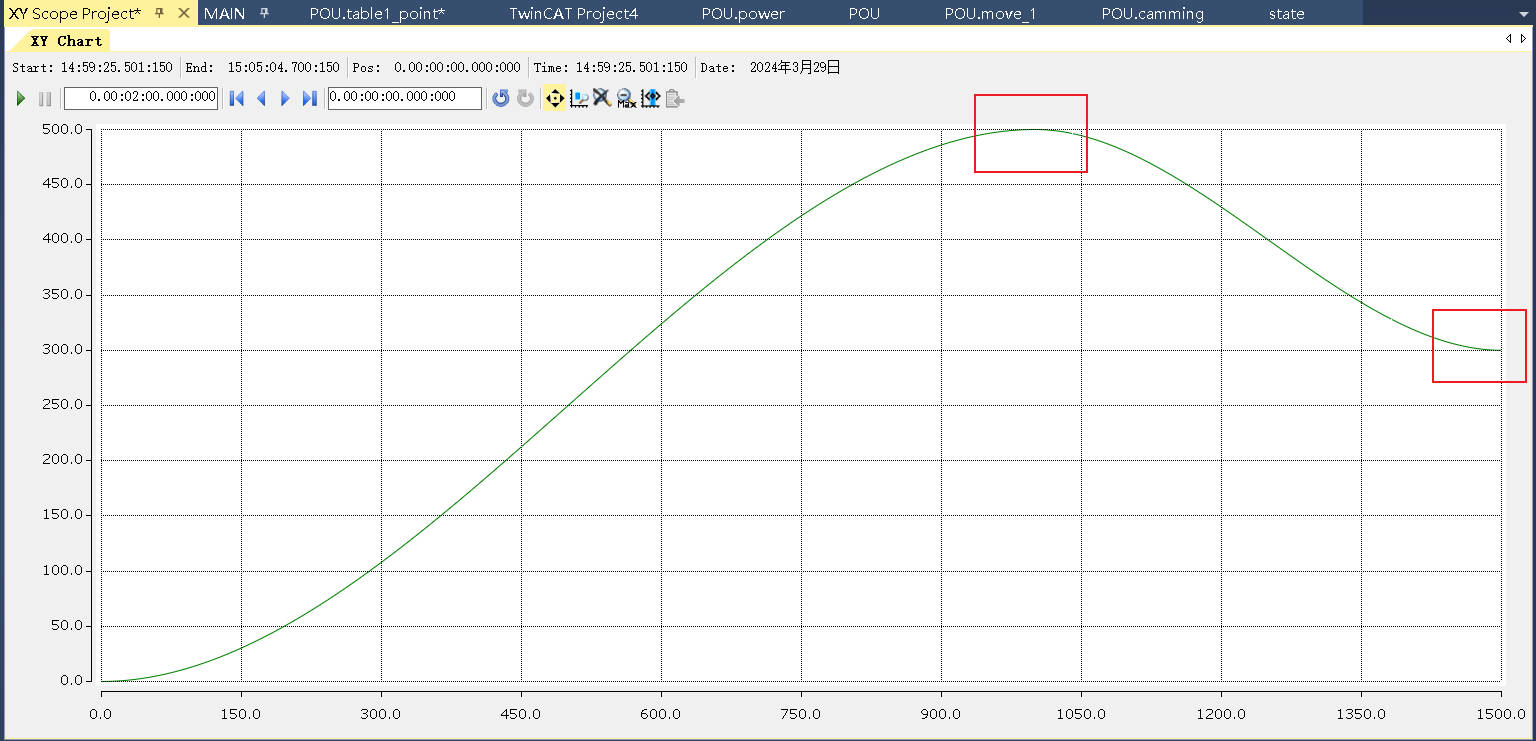 XY Scope Project* MAIN POU.table1_point* TwinCAT Project4 POU.power POU POU.move_1 POU.camming state
XY Chart
Start: 14:59:25.501:150 End: 15:05:04.700:150 Pos: 0.00:00:00.000:000 Time: 14:59:25.501:150 Date: 2024年3月29日
0.00:02:00.000:000 0.00:00:00.000:000 Max
500.0
450.0
400.0
350.0
300.0
250.0
200.0
150.0
100.0
50.0
0.0
0.0 150.0 300.0 450.0 600.0 750.0 900.0 1050.0 1200.0 1350.0 1500.0